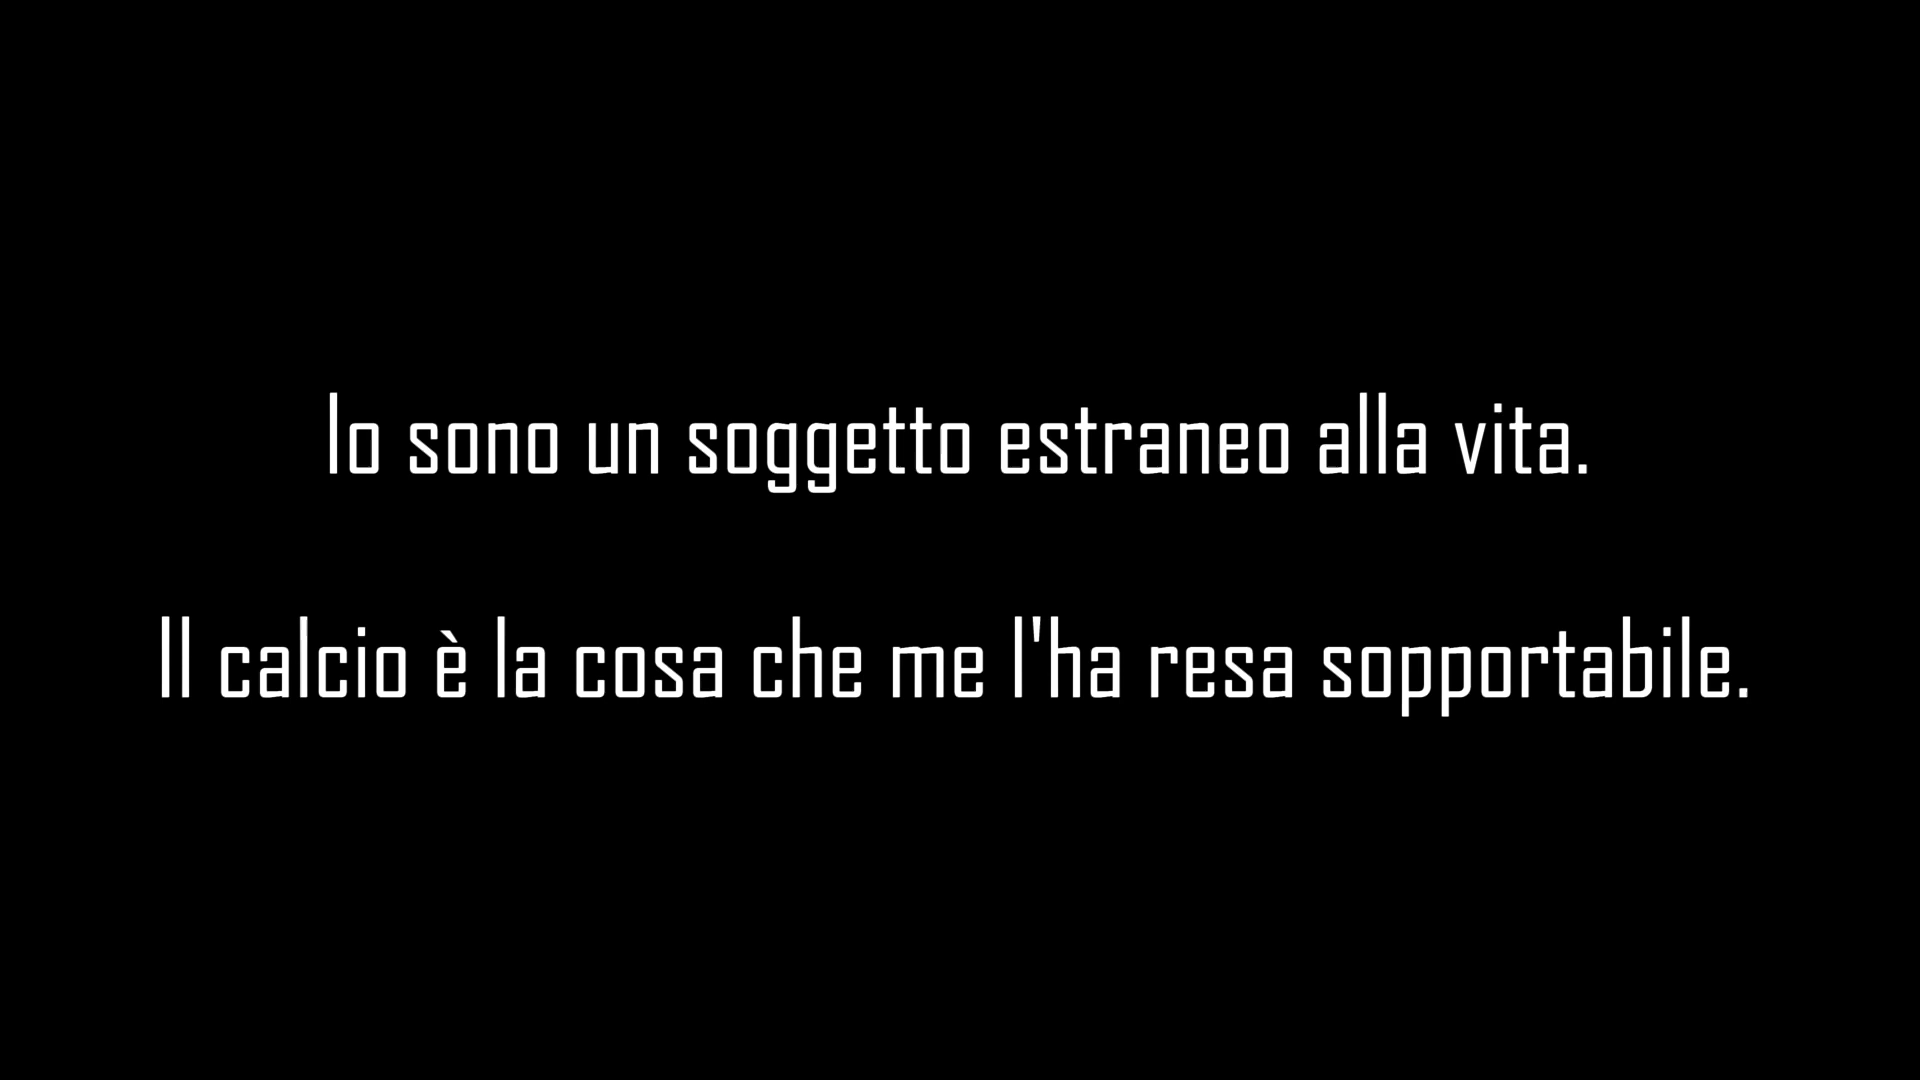 Io sono un soggetto estraneo alla vita.
Il calcio è la cosa che me l'ha resa sopportabile.